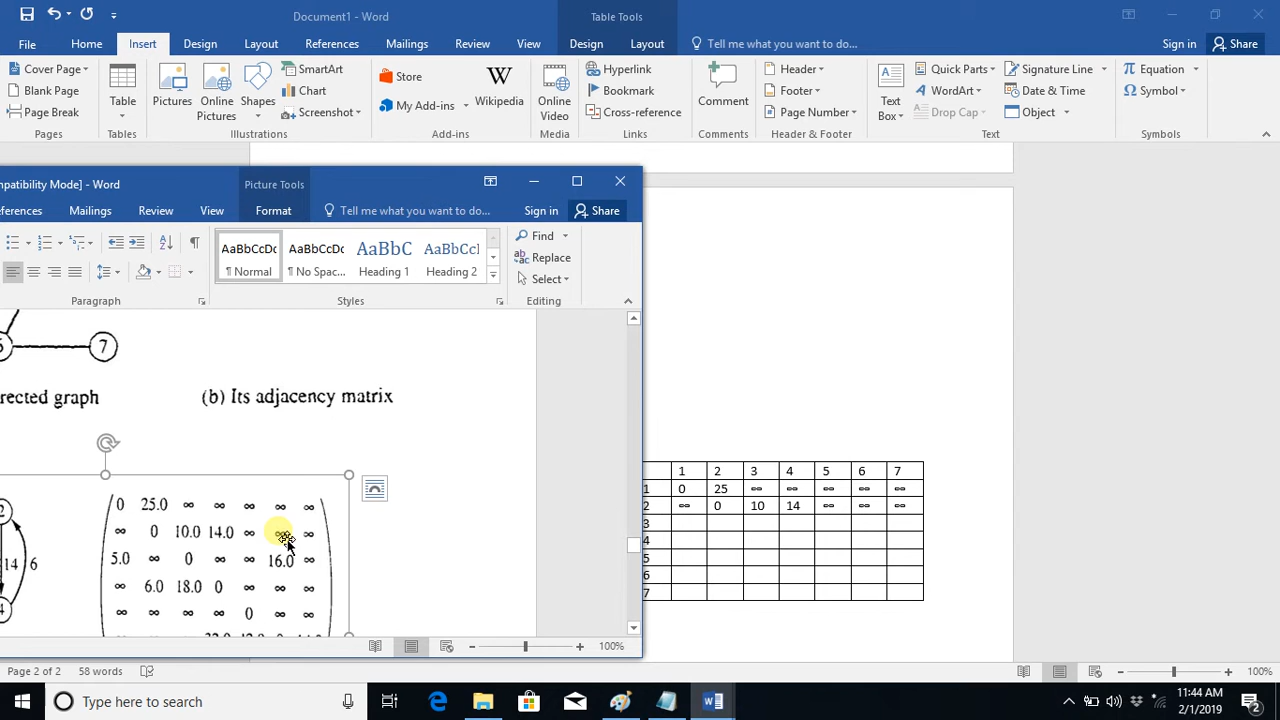 Document1 - Word
Table Tools
File Home Insert Design Layout References Mailings Review View Design Layout Tell me what you want to do... Sign in Share
Cover Page
Blank Page
Page Break
Pages
Table
Tables
Pictures
Online Pictures
Shapes
SmartArt
Chart
Screenshot
Illustrations
Store
My Add-ins
Wikipedia
Add-ins
Online Video
Media
Hyperlink
Bookmark
Cross-reference
Links
Comment
Comments
Header
Footer
Page Number
Header & Footer
Text Box
Quick Parts
WordArt
Drop Cap
Signature Line
Date & Time
Object
Text
Equation
Symbol
Symbols
mpatibility Mode] - Word
Picture Tools
eferences Mailings Review View Format Tell me what you want to do... Sign in Share
Paragraph
AaBbCcDc
¶ Normal
AaBbCcDc
¶ No Spac...
AaBbC
Heading 1
AaBbCcI
Heading 2
Styles
Find
Replace
Select
Editing
7
rected graph
(b) Its adjacency matrix
2
14 6
4
0 25.0 ∞ ∞ ∞ ∞ ∞
∞ 0 10.0 14.0 ∞ ∞ ∞
5.0 ∞ 0 ∞ ∞ 16.0 ∞
∞ 6.0 18.0 0 ∞ ∞ ∞
∞ ∞ ∞ ∞ 0 ∞ ∞
100%
1 2 3 4 5 6 7
1 0 25 ∞ ∞ ∞ ∞ ∞
2 ∞ 0 10 14 ∞ ∞ ∞
3
4
5
6
7
Page 2 of 2 58 words
100%
Type here to search
11:44 AM
2/1/2019
2